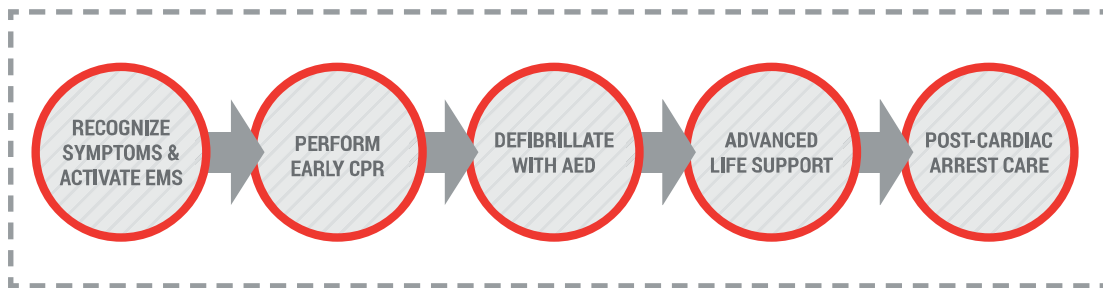 RECOGNIZE
SYMPTOMS &
ACTIVATE EMS
PERFORM
EARLY CPR
DEFIBRILLATE
WITH AED
ADVANCED
LIFE SUPPORT
POST-CARDIAC
ARREST CARE